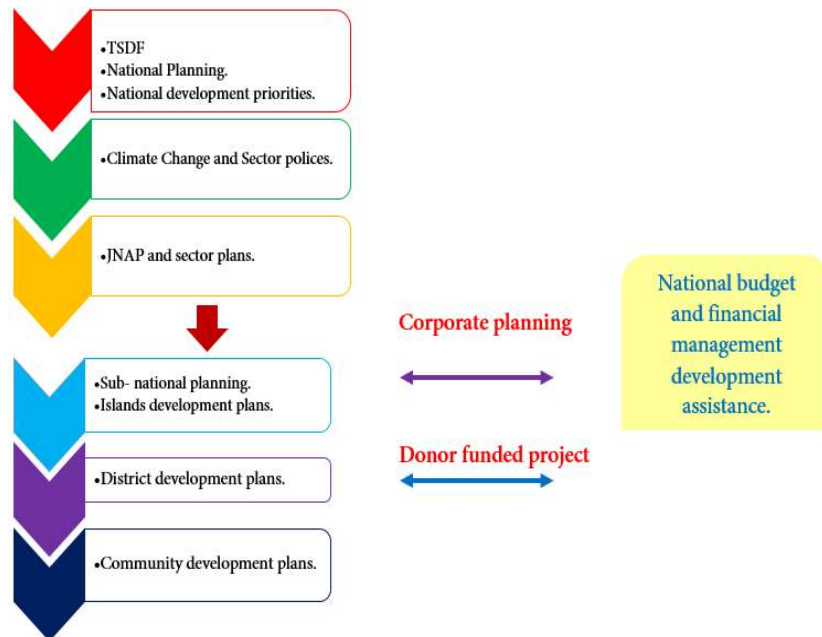 •TSDF
•National Planning.
•National development priorities.
•Climate Change and Sector polices.
•JNAP and sector plans.
•Sub- national planning.
•Islands development plans.
•District development plans.
•Community development plans.
Corporate planning
Donor funded project
National budget
and financial
management
development
assistance.